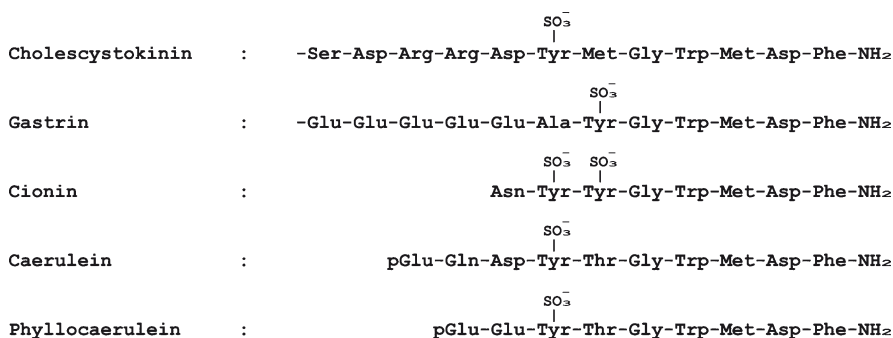 SO₃⁻
Cholescystokinin : -Ser-Asp-Arg-Arg-Asp-Tyr-Met-Gly-Trp-Met-Asp-Phe-NH₂
SO₃⁻
Gastrin : -Glu-Glu-Glu-Glu-Glu-Ala-Tyr-Gly-Trp-Met-Asp-Phe-NH₂
SO₃⁻ SO₃⁻
Cionin : Asn-Tyr-Tyr-Gly-Trp-Met-Asp-Phe-NH₂
SO₃⁻
Caerulein : pGlu-Gln-Asp-Tyr-Thr-Gly-Trp-Met-Asp-Phe-NH₂
SO₃⁻
Phyllocaerulein : pGlu-Glu-Tyr-Thr-Gly-Trp-Met-Asp-Phe-NH₂